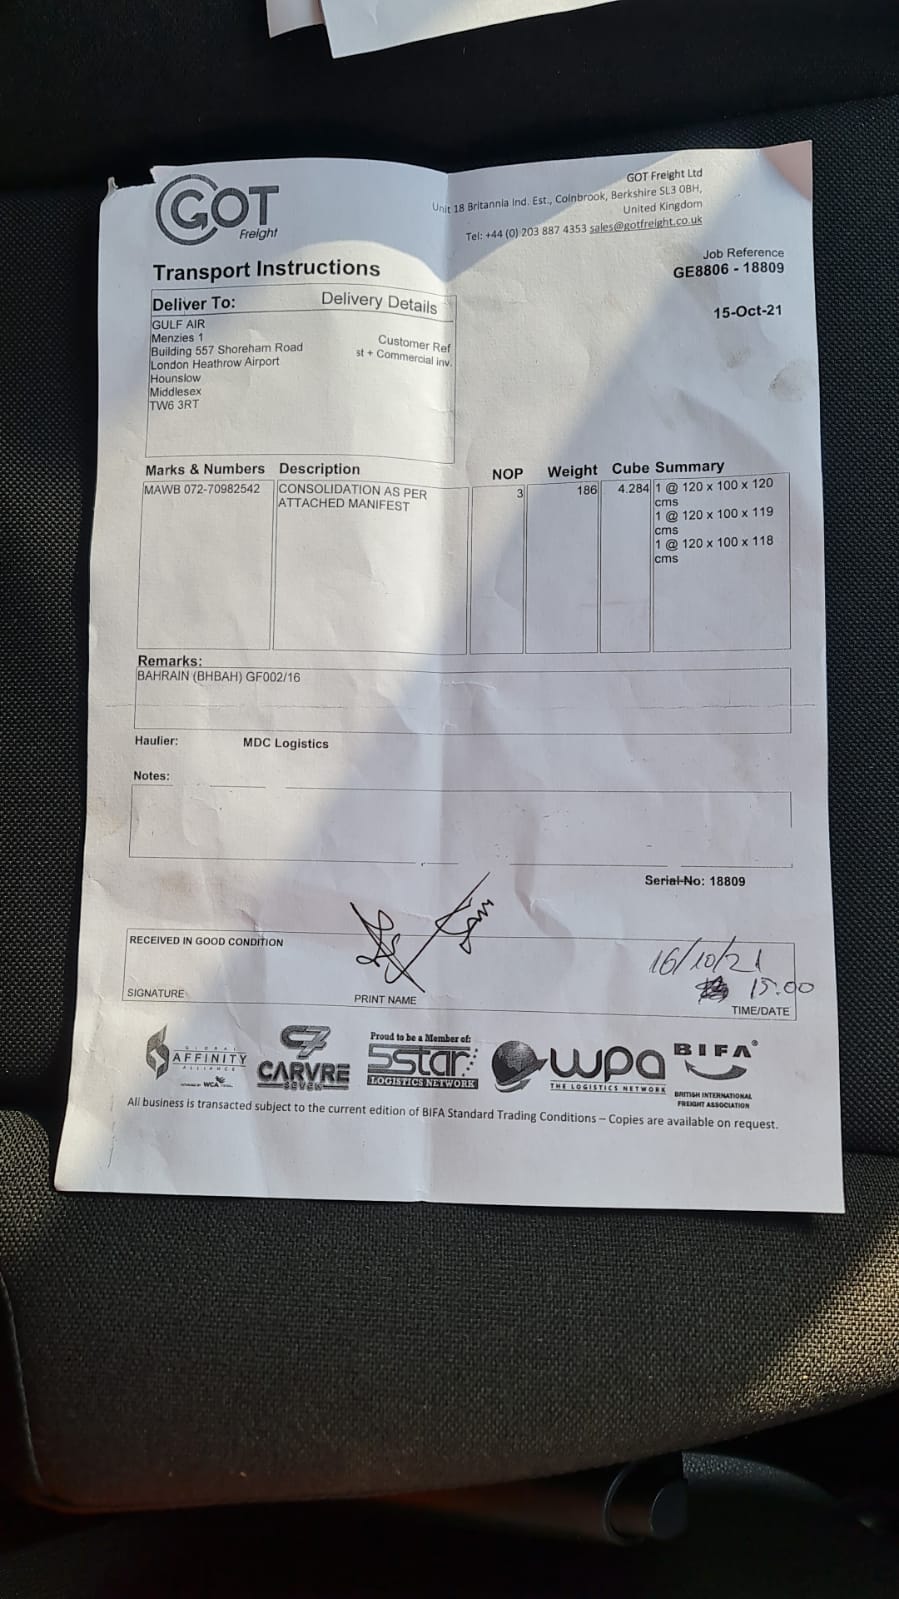 GOT
Freight
GOT Freight Ltd
Unit 18 Britannia Ind. Est., Colnbrook, Berkshire SL3 0BH,
United Kingdom
Tel: +44 (0) 203 887 4353 sales@gotfreight.co.uk
Transport Instructions
Job Reference
GE8806 - 18809
15-Oct-21
Deliver To:
Delivery Details
GULF AIR
Menzies 1
Building 557 Shoreham Road
London Heathrow Airport
Hounslow
Middlesex
TW6 3RT
Customer Ref
st + Commercial inv.
Marks & Numbers Description NOP Weight Cube Summary
MAWB 072-70982542 CONSOLIDATION AS PER 3 186 4.284 1 @ 120 x 100 x 120
ATTACHED MANIFEST cms
1 @ 120 x 100 x 119
cms
1 @ 120 x 100 x 118
cms
Remarks:
BAHRAIN (BHBAH) GF002/16
Haulier: MDC Logistics
Notes:
Serial No: 18809
RECEIVED IN GOOD CONDITION
16/10/21
15:00
SIGNATURE PRINT NAME TIME/DATE
GLOBAL
AFFINITY
ALLIANCE
WCA
C7
CARVRE
SEVEN
Proud to be a Member of:
5star
LOGISTICS NETWORK
wpa
THE LOGISTICS NETWORK
BIFA®
BRITISH INTERNATIONAL
FREIGHT ASSOCIATION
All business is transacted subject to the current edition of BIFA Standard Trading Conditions – Copies are available on request.